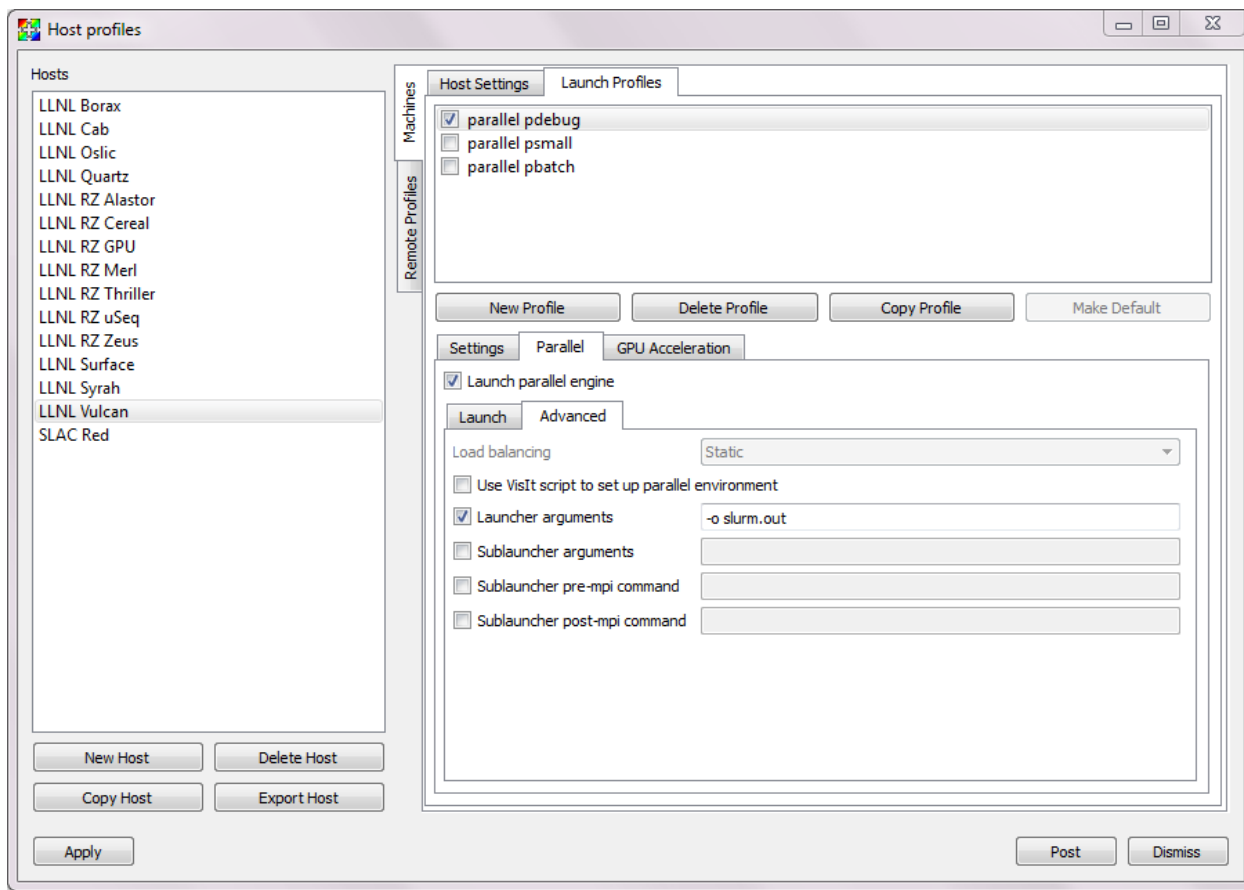 Host profiles
Hosts
LLNL Borax
LLNL Cab
LLNL Oslic
LLNL Quartz
LLNL RZ Alastor
LLNL RZ Cereal
LLNL RZ GPU
LLNL RZ Merl
LLNL RZ Thriller
LLNL RZ uSeq
LLNL RZ Zeus
LLNL Surface
LLNL Syrah
LLNL Vulcan
SLAC Red
New Host Delete Host
Copy Host Export Host
Machines
Remote Profiles
Host Settings Launch Profiles
parallel pdebug
parallel psmall
parallel pbatch
New Profile Delete Profile Copy Profile Make Default
Settings Parallel GPU Acceleration
Launch parallel engine
Launch Advanced
Load balancing Static
Use VisIt script to set up parallel environment
Launcher arguments -o slurm.out
Sublauncher arguments
Sublauncher pre-mpi command
Sublauncher post-mpi command
Apply Post Dismiss